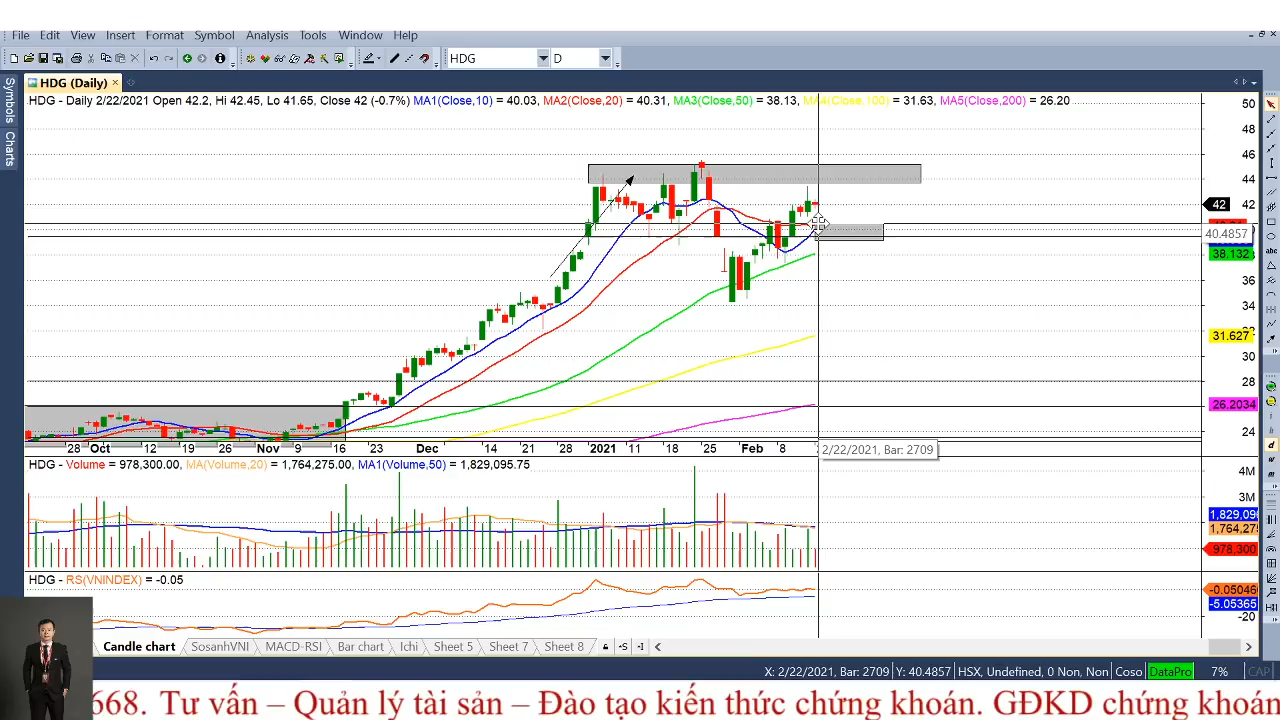 File Edit View Insert Format Symbol Analysis Tools Window Help
HDG D
HDG (Daily)
Symbols
Charts
HDG - Daily 2/22/2021 Open 42.2, Hi 42.45, Lo 41.65, Close 42 (-0.7%) MA1(Close,10) = 40.03, MA2(Close,20) = 40.31, MA3(Close,50) = 38.13, MA4(Close,100) = 31.63, MA5(Close,200) = 26.20
50
48
46
44
42
42
40.4857
38.132
36
34
31.627
30
28
26.2034
24
28 Oct 12 19 26 Nov 9 16 23 Dec 14 21 28 2021 11 18 25 Feb 8
2/22/2021, Bar: 2709
HDG - Volume = 978,300.00, MA(Volume,20) = 1,764,275.00, MA1(Volume,50) = 1,829,095.75
4M
3M
1,829,096
1,764,275
978,300
HDG - RS(VNINDEX) = -0.05
-0.05046
-5.05365
-20
Candle chart SosanhVNI MACD-RSI Bar chart Ichi Sheet 5 Sheet 7 Sheet 8
X: 2/22/2021, Bar: 2709 Y: 40.4857 HSX, Undefined, 0 Non, Non Coso DataPro 7% CAP
668. Tư vấn – Quản lý tài sản – Đào tạo kiến thức chứng khoán. GĐKD chứng khoán